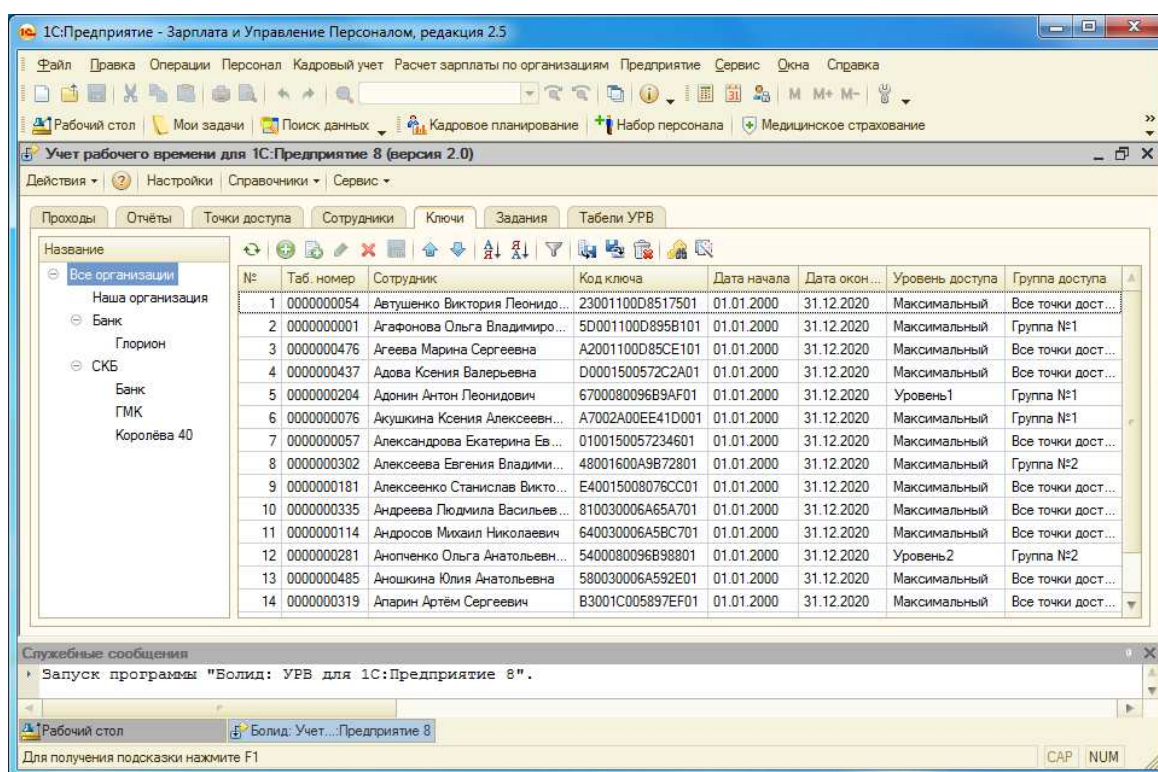 1С:Предприятие - Зарплата и Управление Персоналом, редакция 2.5
Файл Правка Операции Персонал Кадровый учет Расчет зарплаты по организациям Предприятие Сервис Окна Справка
M M+ M-
Рабочий стол Мои задачи Поиск данных Кадровое планирование Набор персонала Медицинское страхование
Учет рабочего времени для 1С:Предприятие 8 (версия 2.0)
Действия Настройки Справочники Сервис
Проходы Отчёты Точки доступа Сотрудники Ключи Задания Табели УРВ
Название
Все организации
Наша организация
Банк
Глорион
СКБ
Банк
ГМК
Королёва 40
№ Таб. номер Сотрудник Код ключа Дата начала Дата окон... Уровень доступа Группа доступа
1 0000000054 Автушенко Виктория Леонидо... 23001100D8517501 01.01.2000 31.12.2020 Максимальный Все точки дост...
2 0000000001 Агафонова Ольга Владимиро... 5D001100D895B101 01.01.2000 31.12.2020 Максимальный Группа №1
3 0000000476 Агеева Марина Сергеевна A2001100D85CE101 01.01.2000 31.12.2020 Максимальный Все точки дост...
4 0000000437 Адова Ксения Валерьевна D0001500572C2A01 01.01.2000 31.12.2020 Максимальный Все точки дост...
5 0000000204 Адонин Антон Леонидович 6700080096B9AF01 01.01.2000 31.12.2020 Уровень1 Группа №1
6 0000000076 Акушкина Ксения Алексеевн... A7002A00EE41D001 01.01.2000 31.12.2020 Максимальный Группа №1
7 0000000057 Александрова Екатерина Ев... 0100150057234601 01.01.2000 31.12.2020 Максимальный Все точки дост...
8 0000000302 Алексеева Евгения Владими... 48001600A9B72801 01.01.2000 31.12.2020 Максимальный Группа №2
9 0000000181 Алексеенко Станислав Викто... E40015008076CC01 01.01.2000 31.12.2020 Максимальный Все точки дост...
10 0000000335 Андреева Людмила Васильев... 810030006A65A701 01.01.2000 31.12.2020 Максимальный Все точки дост...
11 0000000114 Андросов Михаил Николаевич 640030006A5BC701 01.01.2000 31.12.2020 Максимальный Все точки дост...
12 0000000281 Анопченко Ольга Анатольевн... 5400080096B98801 01.01.2000 31.12.2020 Уровень2 Группа №2
13 0000000485 Аношкина Юлия Анатольевна 580030006A592E01 01.01.2000 31.12.2020 Максимальный Все точки дост...
14 0000000319 Апарин Артём Сергеевич B3001C005897EF01 01.01.2000 31.12.2020 Максимальный Все точки дост...
Служебные сообщения
Запуск программы "Болид: УРВ для 1С:Предприятие 8".
Рабочий стол Болид: Учет...:Предприятие 8
Для получения подсказки нажмите F1 CAP NUM